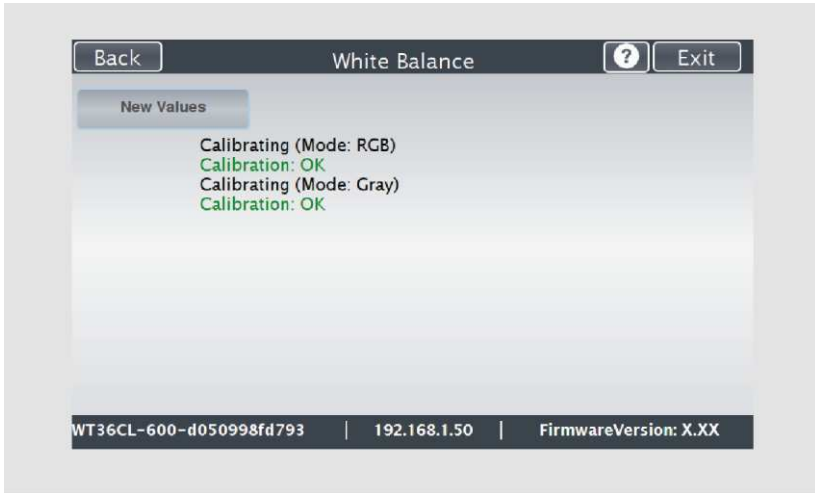 Back White Balance ? Exit
New Values
Calibrating (Mode: RGB)
Calibration: OK
Calibrating (Mode: Gray)
Calibration: OK
WT36CL-600-d050998fd793 | 192.168.1.50 | FirmwareVersion: X.XX